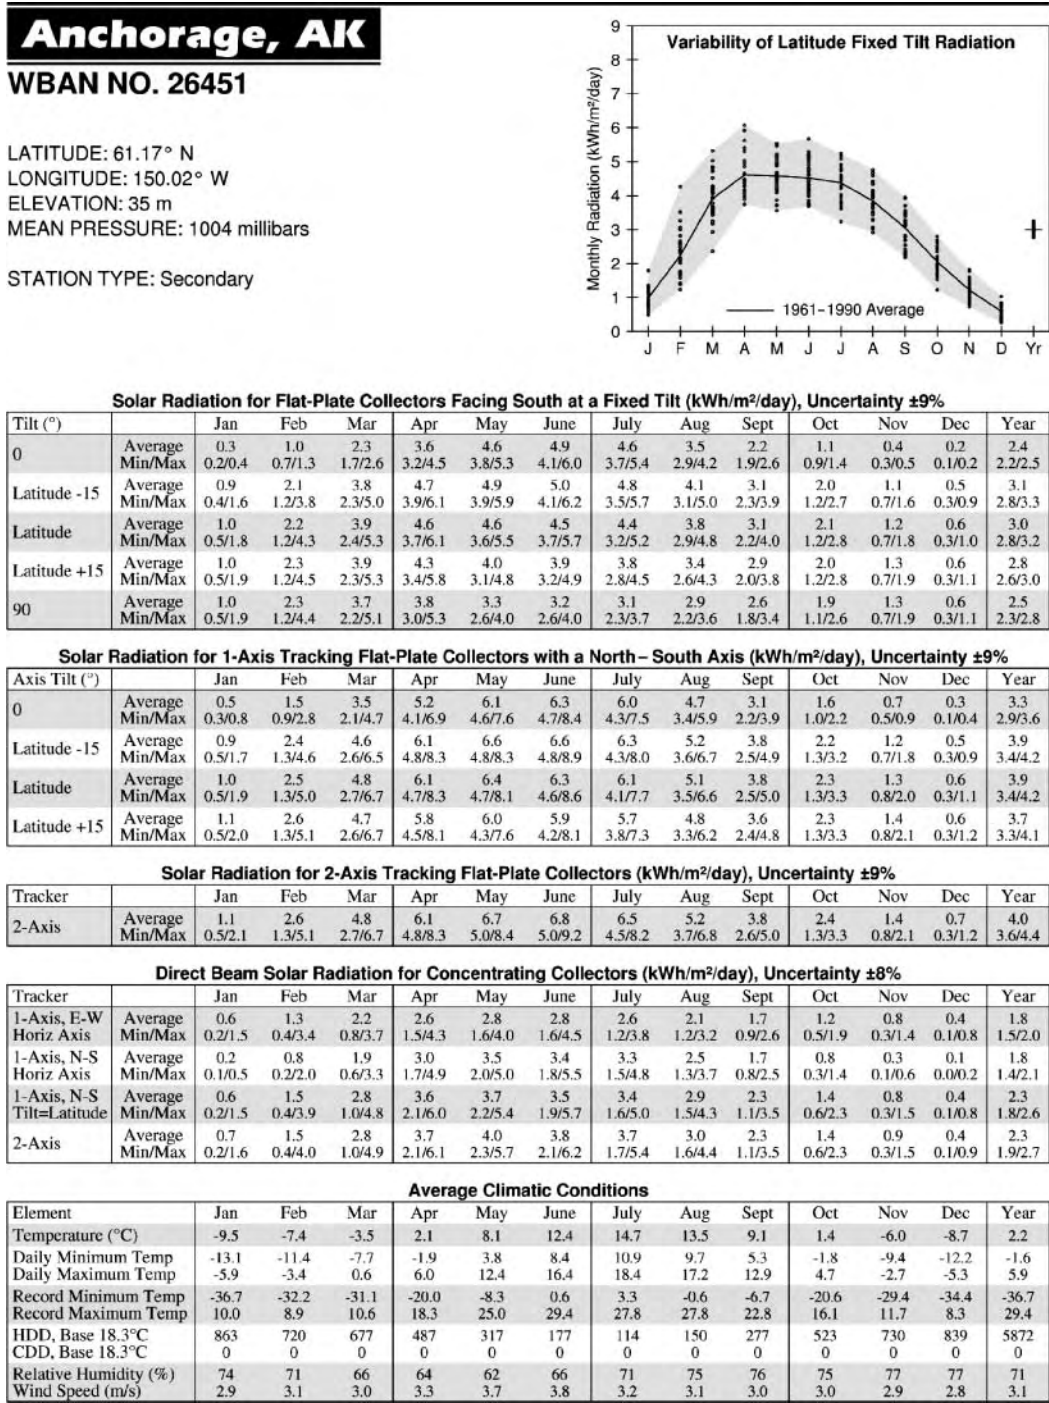 Anchorage, AK
WBAN NO. 26451
LATITUDE: 61.17° N
LONGITUDE: 150.02° W
ELEVATION: 35 m
MEAN PRESSURE: 1004 millibars
STATION TYPE: Secondary
Variability of Latitude Fixed Tilt Radiation
Monthly Radiation (kWh/m²/day)
9
8
7
6
5
4
3
2
1
0
1961–1990 Average
J F M A M J J A S O N D Yr
Solar Radiation for Flat-Plate Collectors Facing South at a Fixed Tilt (kWh/m²/day), Uncertainty ±9%
Tilt (°) Jan Feb Mar Apr May June July Aug Sept Oct Nov Dec Year
0 Average 0.3 1.0 2.3 3.6 4.6 4.9 4.6 3.5 2.2 1.1 0.4 0.2 2.4
Min/Max 0.2/0.4 0.7/1.3 1.7/2.6 3.2/4.5 3.8/5.3 4.1/6.0 3.7/5.4 2.9/4.2 1.9/2.6 0.9/1.4 0.3/0.5 0.1/0.2 2.2/2.5
Latitude -15 Average 0.9 2.1 3.8 4.7 4.9 5.0 4.8 4.1 3.1 2.0 1.1 0.5 3.1
Min/Max 0.4/1.6 1.2/3.8 2.3/5.0 3.9/6.1 3.9/5.9 4.1/6.2 3.5/5.7 3.1/5.0 2.3/3.9 1.2/2.7 0.7/1.6 0.3/0.9 2.8/3.3
Latitude Average 1.0 2.2 3.9 4.6 4.6 4.5 4.4 3.8 3.1 2.1 1.2 0.6 3.0
Min/Max 0.5/1.8 1.2/4.3 2.4/5.3 3.7/6.1 3.6/5.5 3.7/5.7 3.2/5.2 2.9/4.8 2.2/4.0 1.2/2.8 0.7/1.8 0.3/1.0 2.8/3.2
Latitude +15 Average 1.0 2.3 3.9 4.3 4.0 3.9 3.8 3.4 2.9 2.0 1.3 0.6 2.8
Min/Max 0.5/1.9 1.2/4.5 2.3/5.3 3.4/5.8 3.1/4.8 3.2/4.9 2.8/4.5 2.6/4.3 2.0/3.8 1.2/2.8 0.7/1.9 0.3/1.1 2.6/3.0
90 Average 1.0 2.3 3.7 3.8 3.3 3.2 3.1 2.9 2.6 1.9 1.3 0.6 2.5
Min/Max 0.5/1.9 1.2/4.4 2.2/5.1 3.0/5.3 2.6/4.0 2.6/4.0 2.3/3.7 2.2/3.6 1.8/3.4 1.1/2.6 0.7/1.9 0.3/1.1 2.3/2.8
Solar Radiation for 1-Axis Tracking Flat-Plate Collectors with a North–South Axis (kWh/m²/day), Uncertainty ±9%
Axis Tilt (°) Jan Feb Mar Apr May June July Aug Sept Oct Nov Dec Year
0 Average 0.5 1.5 3.5 5.2 6.1 6.3 6.0 4.7 3.1 1.6 0.7 0.3 3.3
Min/Max 0.3/0.8 0.9/2.8 2.1/4.7 4.1/6.9 4.6/7.6 4.7/8.4 4.3/7.5 3.4/5.9 2.2/3.9 1.0/2.2 0.5/0.9 0.1/0.4 2.9/3.6
Latitude -15 Average 0.9 2.4 4.6 6.1 6.6 6.6 6.3 5.2 3.8 2.2 1.2 0.5 3.9
Min/Max 0.5/1.7 1.3/4.6 2.6/6.5 4.8/8.3 4.8/8.3 4.8/8.9 4.3/8.0 3.6/6.7 2.5/4.9 1.3/3.2 0.7/1.8 0.3/0.9 3.4/4.2
Latitude Average 1.0 2.5 4.8 6.1 6.4 6.3 6.1 5.1 3.8 2.3 1.3 0.6 3.9
Min/Max 0.5/1.9 1.3/5.0 2.7/6.7 4.7/8.3 4.7/8.1 4.6/8.6 4.1/7.7 3.5/6.6 2.5/5.0 1.3/3.3 0.8/2.0 0.3/1.1 3.4/4.2
Latitude +15 Average 1.1 2.6 4.7 5.8 6.0 5.9 5.7 4.8 3.6 2.3 1.4 0.6 3.7
Min/Max 0.5/2.0 1.3/5.1 2.6/6.7 4.5/8.1 4.3/7.6 4.2/8.1 3.8/7.3 3.3/6.2 2.4/4.8 1.3/3.3 0.8/2.1 0.3/1.2 3.3/4.1
Solar Radiation for 2-Axis Tracking Flat-Plate Collectors (kWh/m²/day), Uncertainty ±9%
Tracker Jan Feb Mar Apr May June July Aug Sept Oct Nov Dec Year
2-Axis Average 1.1 2.6 4.8 6.1 6.7 6.8 6.5 5.2 3.8 2.4 1.4 0.7 4.0
Min/Max 0.5/2.1 1.3/5.1 2.7/6.7 4.8/8.3 5.0/8.4 5.0/9.2 4.5/8.2 3.7/6.8 2.6/5.0 1.3/3.3 0.8/2.1 0.3/1.2 3.6/4.4
Direct Beam Solar Radiation for Concentrating Collectors (kWh/m²/day), Uncertainty ±8%
Tracker Jan Feb Mar Apr May June July Aug Sept Oct Nov Dec Year
1-Axis, E-W Average 0.6 1.3 2.2 2.6 2.8 2.8 2.6 2.1 1.7 1.2 0.8 0.4 1.8
Horiz Axis Min/Max 0.2/1.5 0.4/3.4 0.8/3.7 1.5/4.3 1.6/4.0 1.6/4.5 1.2/3.8 1.2/3.2 0.9/2.6 0.5/1.9 0.3/1.4 0.1/0.8 1.5/2.0
1-Axis, N-S Average 0.2 0.8 1.9 3.0 3.5 3.4 3.3 2.5 1.7 0.8 0.3 0.1 1.8
Horiz Axis Min/Max 0.1/0.5 0.2/2.0 0.6/3.3 1.7/4.9 2.0/5.0 1.8/5.5 1.5/4.8 1.3/3.7 0.8/2.5 0.3/1.4 0.1/0.6 0.0/0.2 1.4/2.1
1-Axis, N-S Average 0.6 1.5 2.8 3.6 3.7 3.5 3.4 2.9 2.3 1.4 0.8 0.4 2.3
Tilt=Latitude Min/Max 0.2/1.5 0.4/3.9 1.0/4.8 2.1/6.0 2.2/5.4 1.9/5.7 1.6/5.0 1.5/4.3 1.1/3.5 0.6/2.3 0.3/1.5 0.1/0.8 1.8/2.6
2-Axis Average 0.7 1.5 2.8 3.7 4.0 3.8 3.7 3.0 2.3 1.4 0.9 0.4 2.3
Min/Max 0.2/1.6 0.4/4.0 1.0/4.9 2.1/6.1 2.3/5.7 2.1/6.2 1.7/5.4 1.6/4.4 1.1/3.5 0.6/2.3 0.3/1.5 0.1/0.9 1.9/2.7
Average Climatic Conditions
Element Jan Feb Mar Apr May June July Aug Sept Oct Nov Dec Year
Temperature (°C) -9.5 -7.4 -3.5 2.1 8.1 12.4 14.7 13.5 9.1 1.4 -6.0 -8.7 2.2
Daily Minimum Temp -13.1 -11.4 -7.7 -1.9 3.8 8.4 10.9 9.7 5.3 -1.8 -9.4 -12.2 -1.6
Daily Maximum Temp -5.9 -3.4 0.6 6.0 12.4 16.4 18.4 17.2 12.9 4.7 -2.7 -5.3 5.9
Record Minimum Temp -36.7 -32.2 -31.1 -20.0 -8.3 0.6 3.3 -0.6 -6.7 -20.6 -29.4 -34.4 -36.7
Record Maximum Temp 10.0 8.9 10.6 18.3 25.0 29.4 27.8 27.8 22.8 16.1 11.7 8.3 29.4
HDD, Base 18.3°C 863 720 677 487 317 177 114 150 277 523 730 839 5872
CDD, Base 18.3°C 0 0 0 0 0 0 0 0 0 0 0 0 0
Relative Humidity (%) 74 71 66 64 62 66 71 75 76 75 77 77 71
Wind Speed (m/s) 2.9 3.1 3.0 3.3 3.7 3.8 3.2 3.1 3.0 3.0 2.9 2.8 3.1